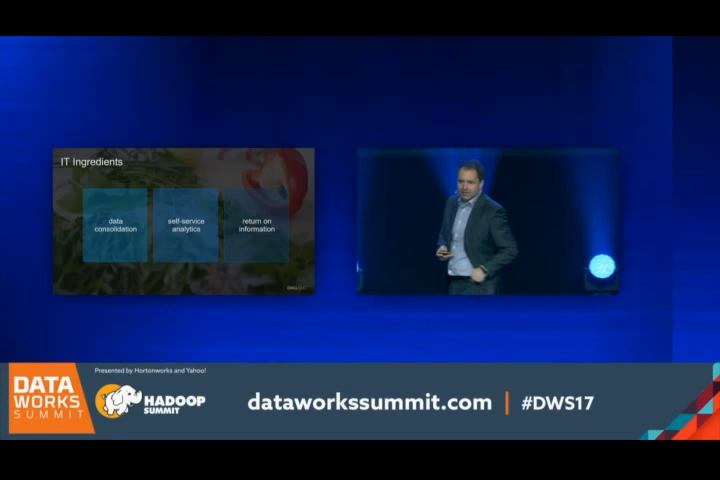 IT Ingredients
data
consolidation
self-service
analytics
return on
information
Presented by Hortonworks and Yahoo!
DATA
WORKS
SUMMIT
HADOOP
SUMMIT
dataworkssummit.com
#DWS17